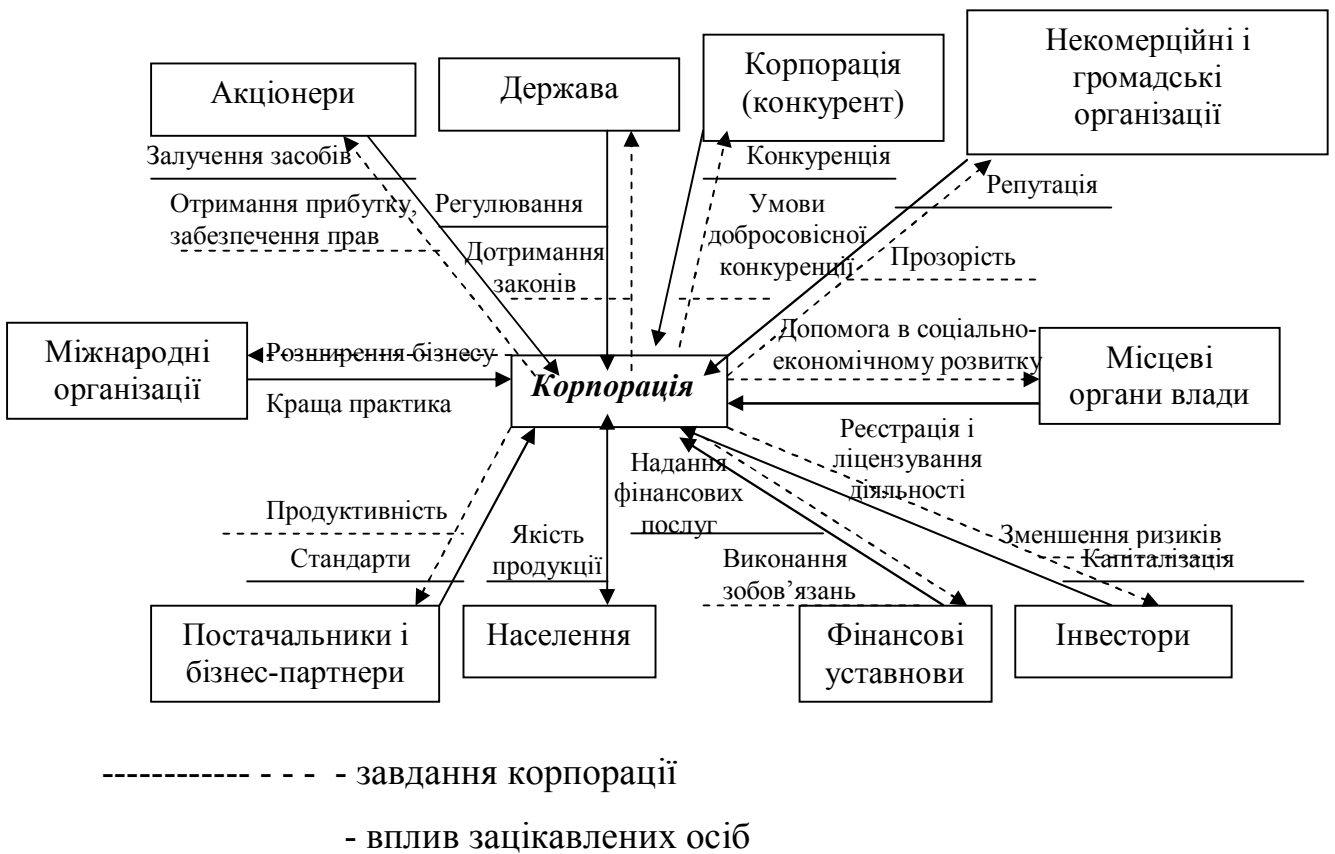 Акціонери
Держава
Корпорація
(конкурент)
Некомерційні і
громадські
організації
Залучення засобів
Отримання прибутку,
забезпечення прав
Регулювання
Дотримання
законів
Конкуренція
Умови
добросовісної
конкуренції
Репутація
Прозорість
Міжнародні
організації
Розширення бізнесу
Краща практика
Корпорація
Допомога в соціально-
економічному розвитку
Місцеві
органи влади
Реєстрація і
ліцензування
діяльності
Продуктивність
Стандарти
Якість
продукції
Надання
фінансових
послуг
Виконання
зобов’язань
Зменшення ризиків
Капіталізація
Постачальники і
бізнес-партнери
Населення
Фінансові
уставнови
Інвестори
------------ - - - - завдання корпорації
- вплив зацікавлених осіб